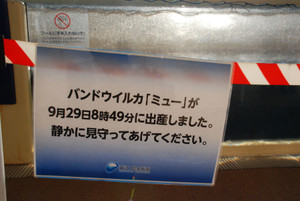 バンドウイルカ「ミュー」が
9月29日8時49分に出産しました。
静かに見守ってあげてください。